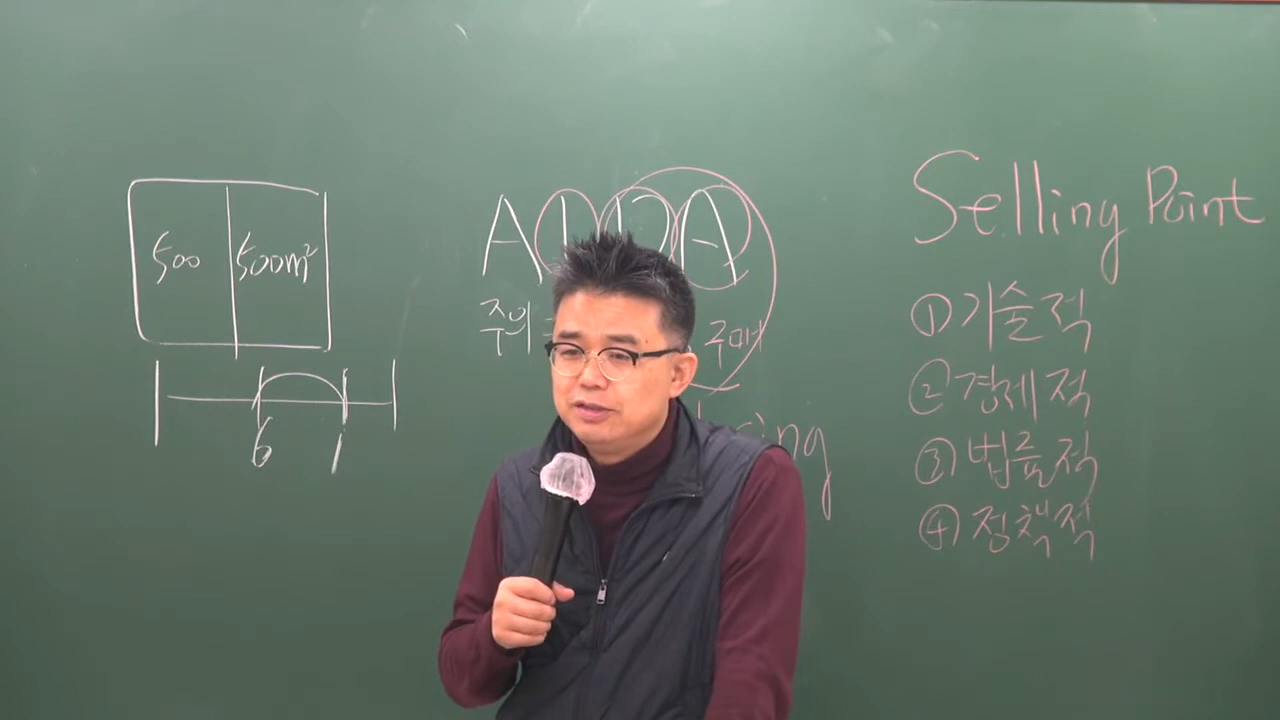 500 500m²
6 1
AIDA
주의 구매
Selling Point
① 기술적
② 경제적
③ 법률적
④ 정책적